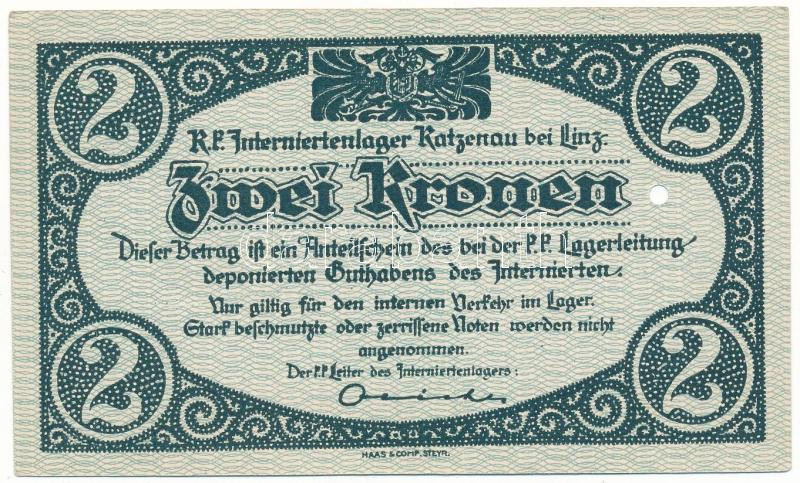 2 2
K.k. Interniertenlager Katzenau bei Linz.
Zwei Kronen
Dieser Betrag ist ein Anteilschein des bei der k.k. Lagerleitung
deponierten Guthabens des Internierten.
Nur giltig für den internen Verkehr im Lager.
Stark beschmutzte oder zerrissene Noten werden nicht
angenommen.
Der k.k. Leiter des Interniertenlagers:
2 2
HAAS & COMP. STEYR.